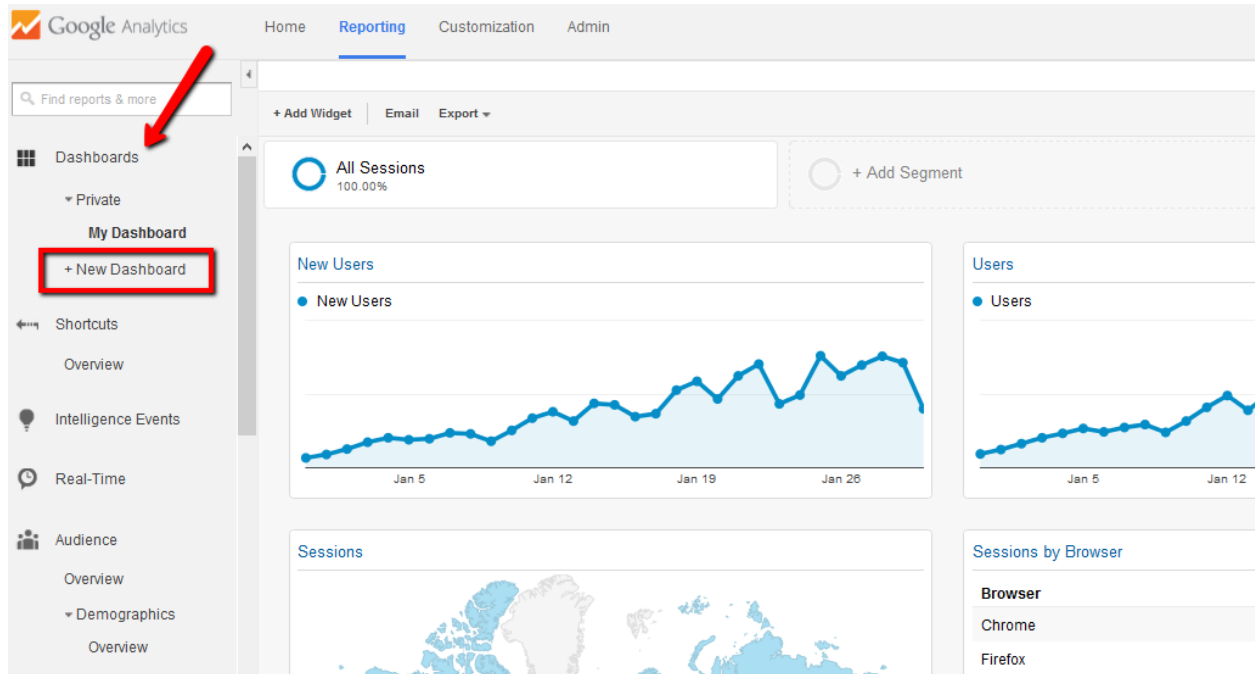 Google Analytics
Home Reporting Customization Admin
Find reports & more
+ Add Widget Email Export
Dashboards
Private
My Dashboard
+ New Dashboard
Shortcuts
Overview
Intelligence Events
Real-Time
Audience
Overview
Demographics
Overview
All Sessions
100.00%
+ Add Segment
New Users
New Users
Jan 5 Jan 12 Jan 19 Jan 26
Users
Users
Jan 5 Jan 12
Sessions
Sessions by Browser
Browser
Chrome
Firefox